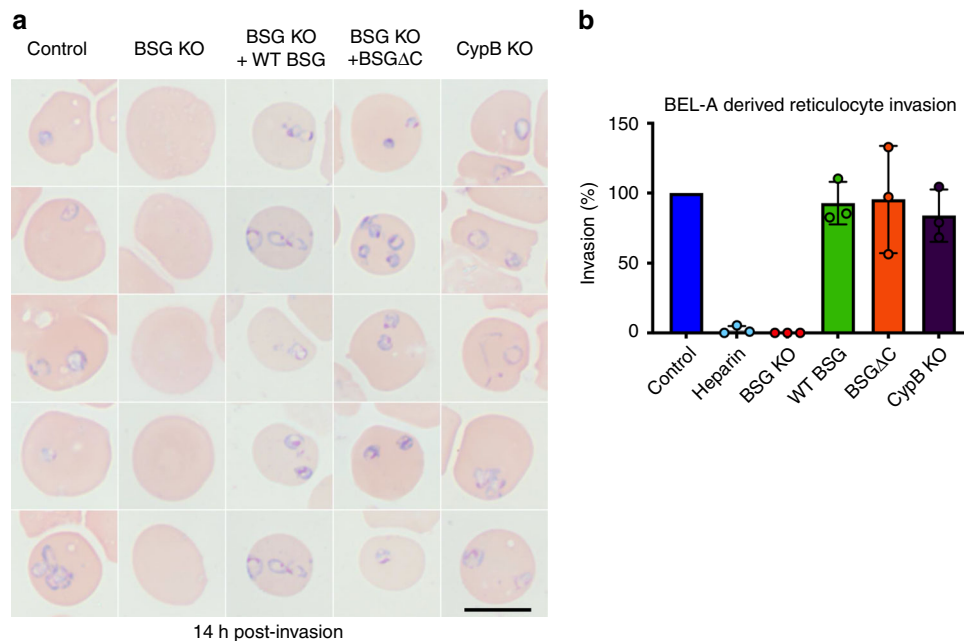 a
Control
BSG KO
BSG KO
+ WT BSG
BSG KO
+BSGΔC
CypB KO
14 h post-invasion
b
BEL-A derived reticulocyte invasion
Invasion (%)
150
100
50
0
Control
Heparin
BSG KO
WT BSG
BSGΔC
CypB KO